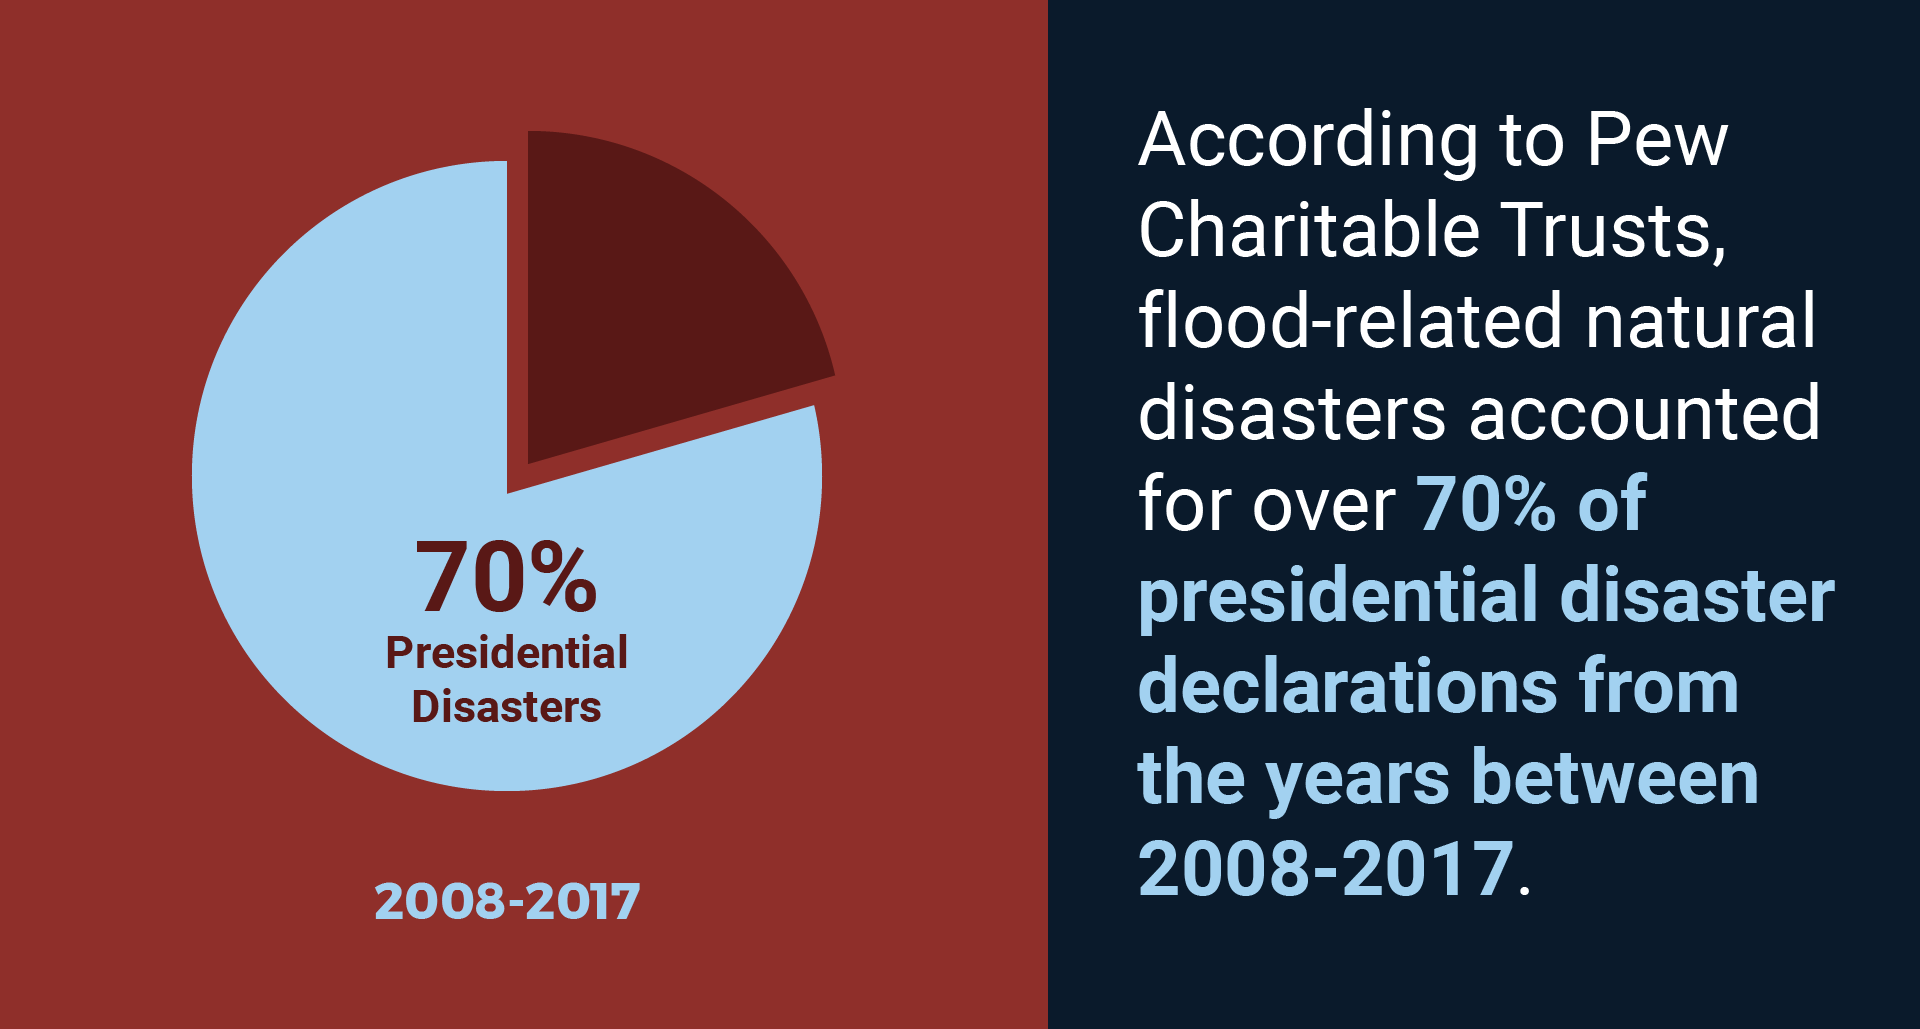 70%
Presidential
Disasters
2008-2017
According to Pew
Charitable Trusts,
flood-related natural
disasters accounted
for over 70% of
presidential disaster
declarations from
the years between
2008-2017.